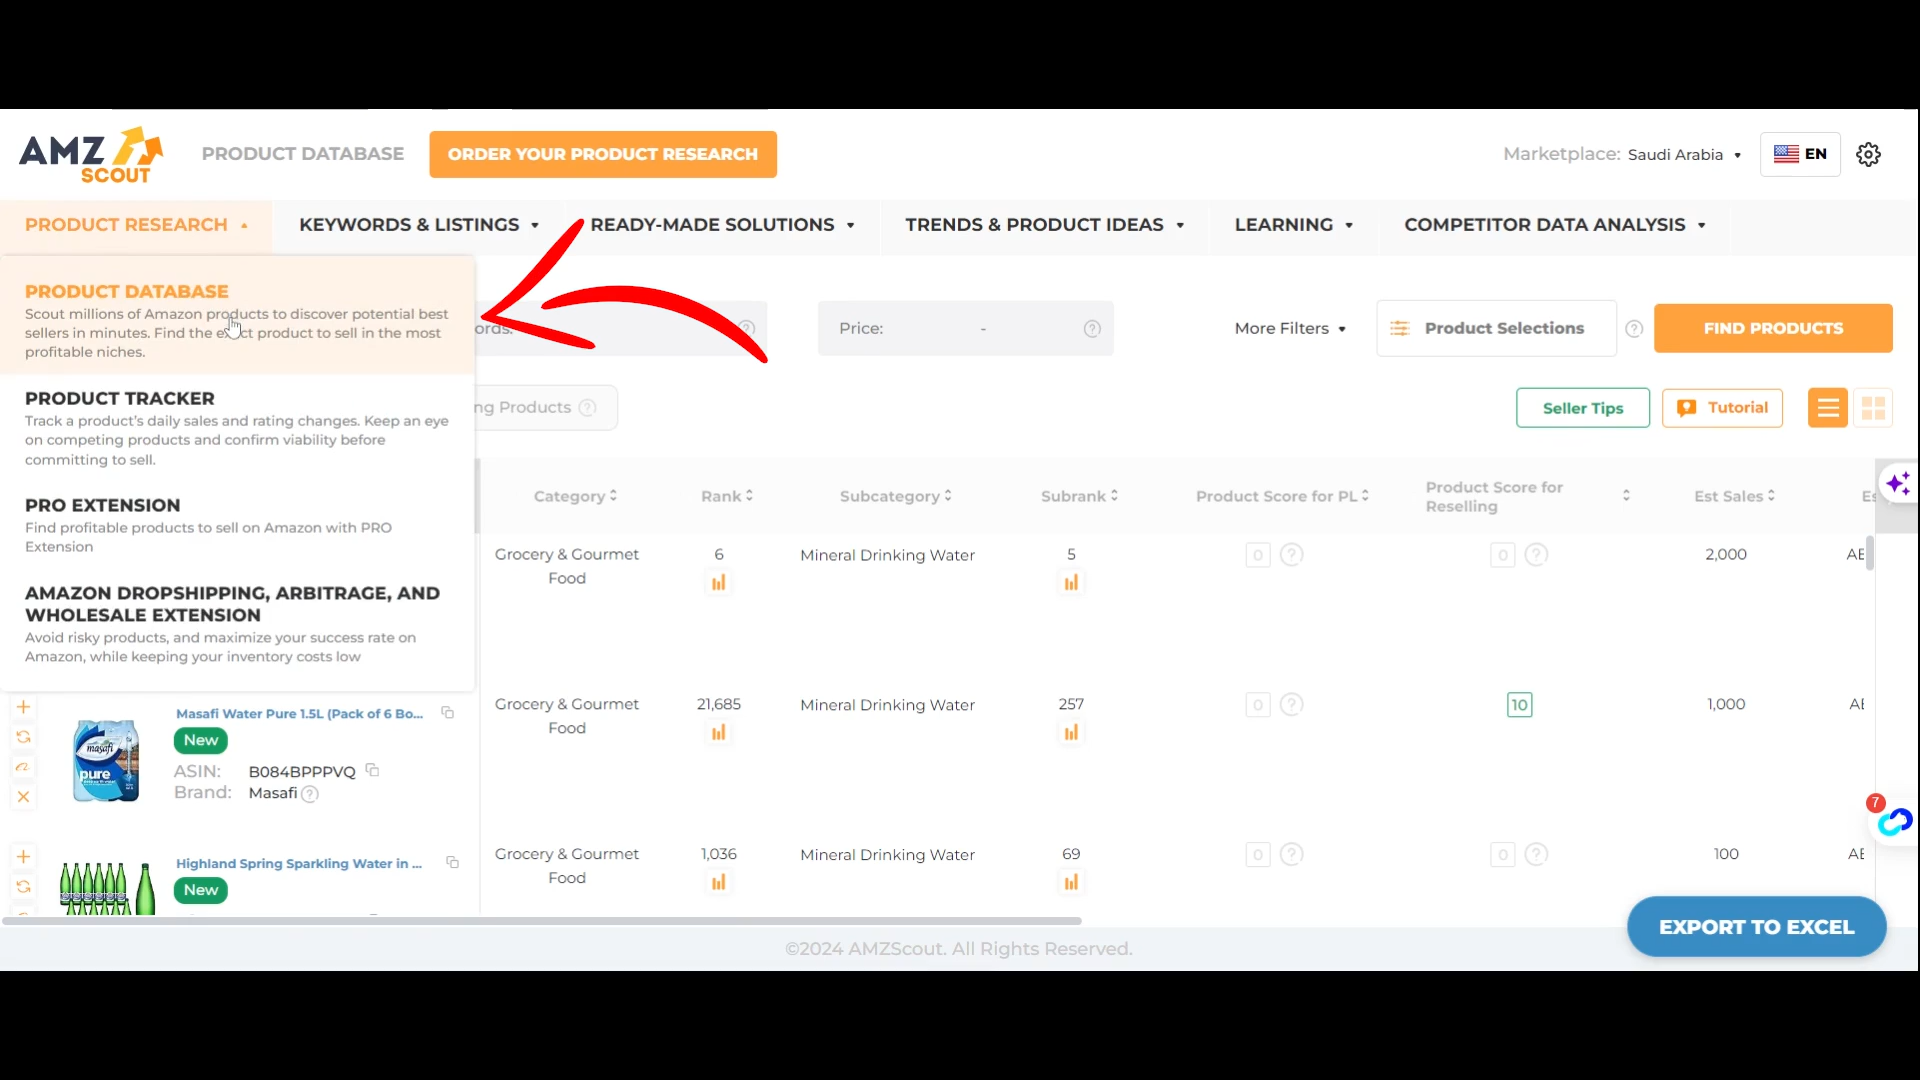 AMZ
SCOUT
PRODUCT DATABASE
ORDER YOUR PRODUCT RESEARCH
Marketplace: Saudi Arabia
EN
PRODUCT RESEARCH
KEYWORDS & LISTINGS
READY-MADE SOLUTIONS
TRENDS & PRODUCT IDEAS
LEARNING
COMPETITOR DATA ANALYSIS
PRODUCT DATABASE
Scout millions of Amazon products to discover potential best
sellers in minutes. Find the exact product to sell in the most
profitable niches.
PRODUCT TRACKER
Track a product's daily sales and rating changes. Keep an eye
on competing products and confirm viability before
committing to sell.
PRO EXTENSION
Find profitable products to sell on Amazon with PRO
Extension
AMAZON DROPSHIPPING, ARBITRAGE, AND
WHOLESALE EXTENSION
Avoid risky products, and maximize your success rate on
Amazon, while keeping your inventory costs low
ords:
Price: -
More Filters
Product Selections
FIND PRODUCTS
ng Products
Seller Tips
Tutorial
Category Rank Subcategory Subrank Product Score for PL Product Score for Est Sales Es
Reselling
Grocery & Gourmet 6 Mineral Drinking Water 5 0 0 2,000 AE
Food
Grocery & Gourmet 21,685 Mineral Drinking Water 257 0 10 1,000 AE
Food
Masafi Water Pure 1.5L (Pack of 6 Bo...
New
ASIN: B084BPPPVQ
Brand: Masafi
masafi
pure
7
Highland Spring Sparkling Water in ...
New
Grocery & Gourmet 1,036 Mineral Drinking Water 69 0 0 100 AE
Food
EXPORT TO EXCEL
©2024 AMZScout. All Rights Reserved.